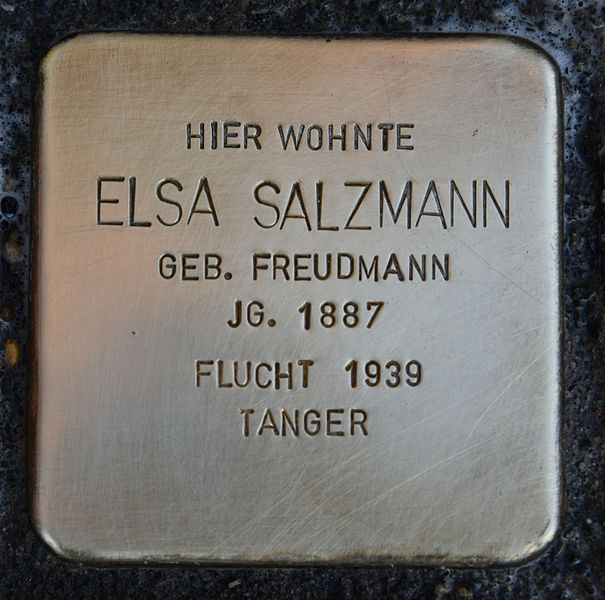 HIER WOHNTE
ELSA SALZMANN
GEB. FREUDMANN
JG. 1887
FLUCHT 1939
TANGER